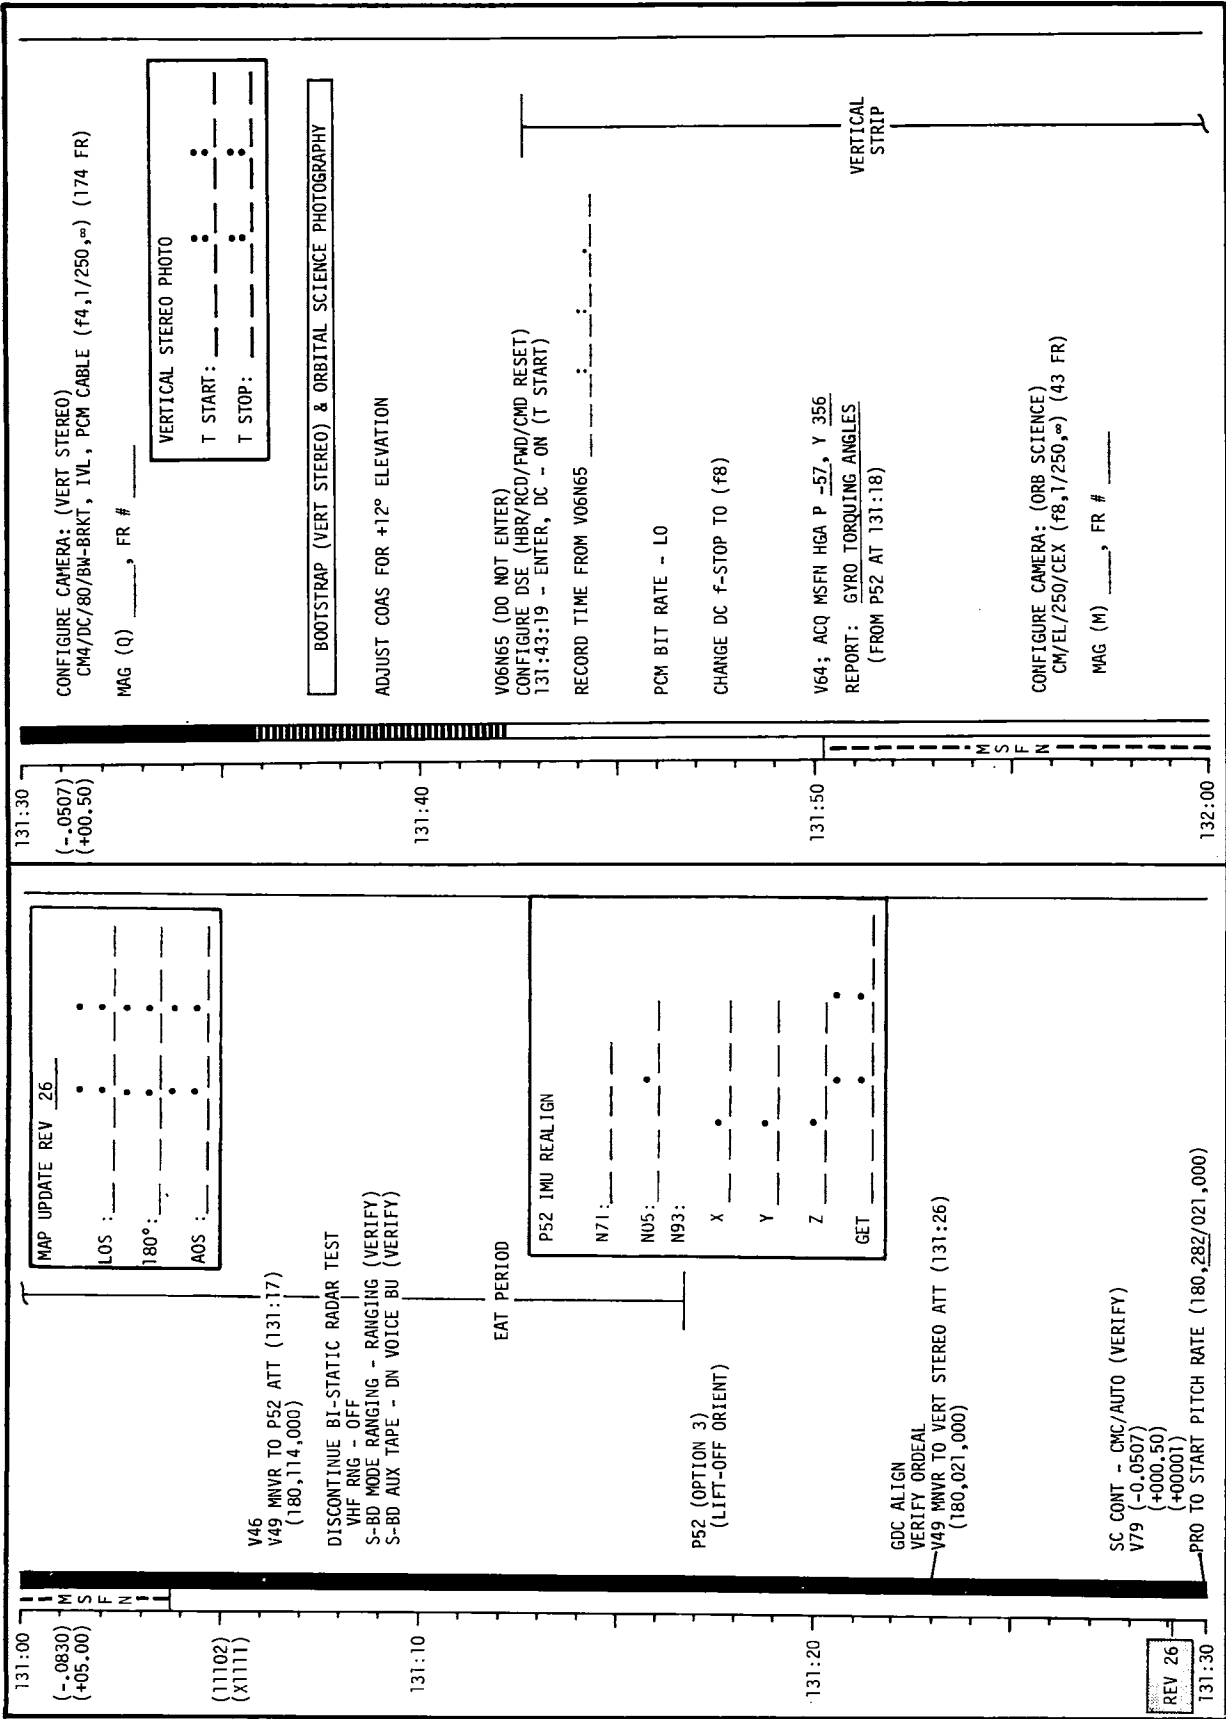 131:00
(-.0830)
(+05.00)
M
S
F
N
(11102)
(X1111)
131:10
131:20
REV 26
131:30
MAP UPDATE REV 26
LOS :
180°:
AOS :
V46
V49 MNVR TO P52 ATT (131:17)
(180,114,000)
DISCONTINUE BI-STATIC RADAR TEST
VHF RNG - OFF
S-BD MODE RANGING - RANGING (VERIFY)
S-BD AUX TAPE - DN VOICE BU (VERIFY)
EAT PERIOD
P52 IMU REALIGN
N71:
N05:
N93:
X
Y
Z
GET
P52 (OPTION 3)
(LIFT-OFF ORIENT)
GDC ALIGN
VERIFY ORDEAL
V49 MNVR TO VERT STEREO ATT (131:26)
(180,021,000)
SC CONT - CMC/AUTO (VERIFY)
V79 (-0.0507)
(+000.50)
(+00001)
PRO TO START PITCH RATE (180,282/021,000)
131:30
(-.0507)
(+00.50)
131:40
131:50
M
S
F
N
132:00
CONFIGURE CAMERA: (VERT STEREO)
CM4/DC/80/BW-BRKT, IVL, PCM CABLE (f4,1/250,∞) (174 FR)
MAG (Q) _____, FR # _____
VERTICAL STEREO PHOTO
T START:
T STOP:
BOOTSTRAP (VERT STEREO) & ORBITAL SCIENCE PHOTOGRAPHY
ADJUST COAS FOR +12° ELEVATION
V06N65 (DO NOT ENTER)
CONFIGURE DSE (HBR/RCD/FWD/CMD RESET)
131:43:19 - ENTER, DC - ON (T START)
RECORD TIME FROM V06N65 ___:___:___.___
PCM BIT RATE - LO
CHANGE DC f-STOP TO (f8)
V64; ACQ MSFN HGA P -57, Y 356
REPORT: GYRO TORQUING ANGLES
(FROM P52 AT 131:18)
VERTICAL
STRIP
CONFIGURE CAMERA: (ORB SCIENCE)
CM/EL/250/CEX (f8,1/250,∞) (43 FR)
MAG (M) _____, FR # _____